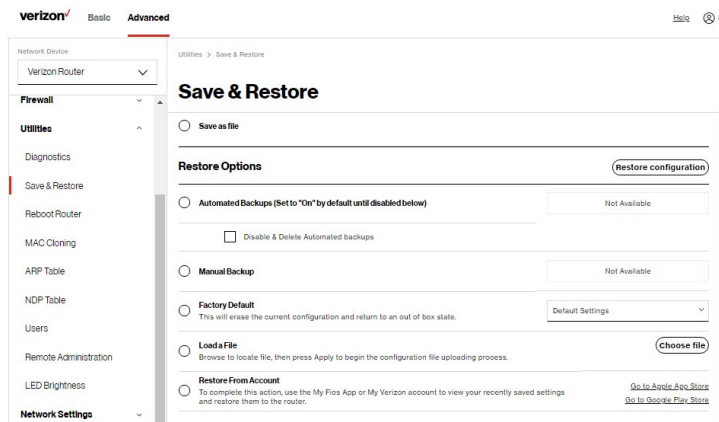 verizon
Basic
Advanced
Help
Network Device
Verizon Router
Firewall
Utilities
Diagnostics
Save & Restore
Reboot Router
MAC Cloning
ARP Table
NDP Table
Users
Remote Administration
LED Brightness
Network Settings
Utilities > Save & Restore
Save & Restore
Save as file
Restore Options
Restore configuration
Automated Backups (Set to "On" by default until disabled below)
Not Available
Disable & Delete Automated backups
Manual Backup
Not Available
Factory Default
This will erase the current configuration and return to an out of box state.
Default Settings
Load a File
Browse to locate file, then press Apply to begin the configuration file uploading process.
Choose file
Restore From Account
To complete this action, use the My Fios App or My Verizon account to view your recently saved settings
and restore them to the router.
Go to Apple App Store
Go to Google Play Store